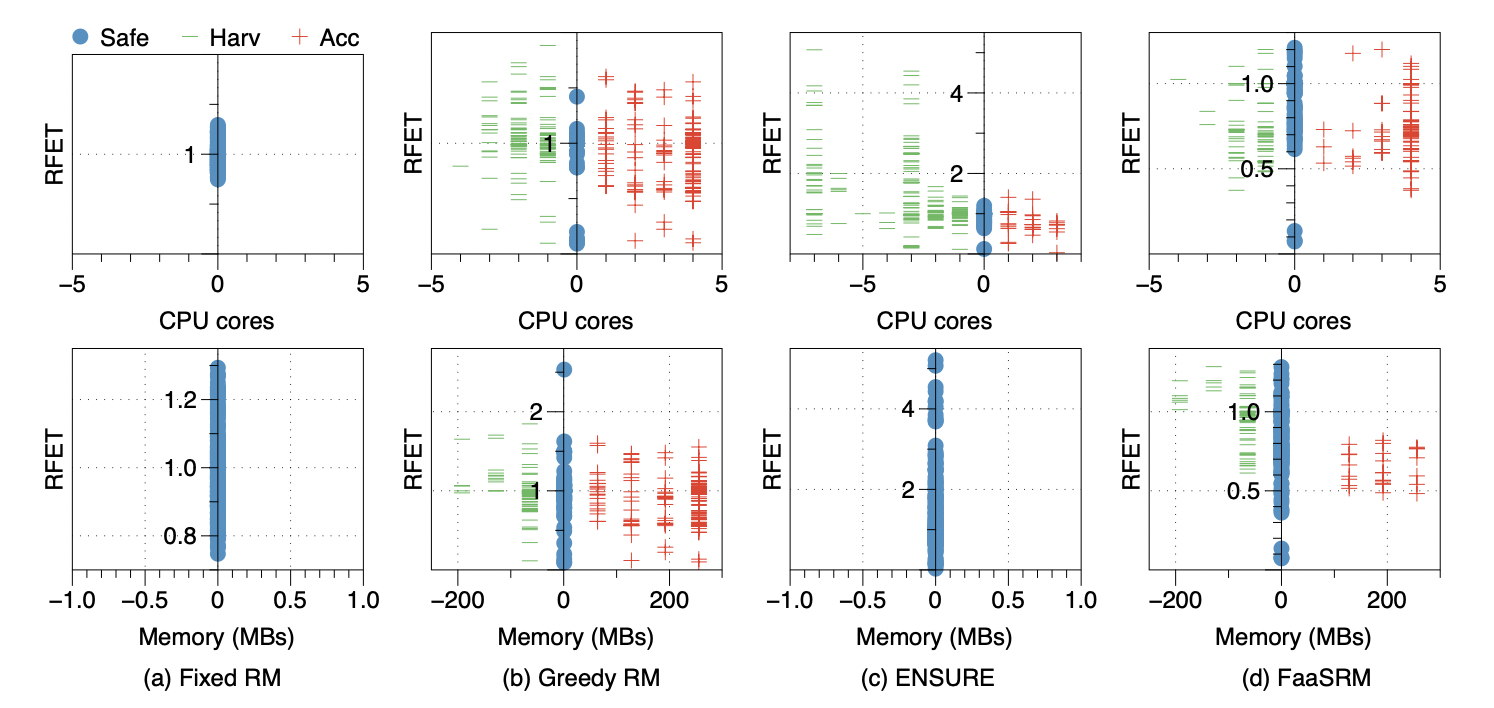 Safe Harv Acc
RFET
1
−5 0 5
CPU cores
RFET
1
−5 0 5
CPU cores
RFET
4
2
−5 0
CPU cores
RFET
1.0
0.5
−5 0 5
CPU cores
RFET
1.2
1.0
0.8
−1.0 −0.5 0 0.5 1.0
Memory (MBs)
(a) Fixed RM
RFET
2
1
−200 0 200
Memory (MBs)
(b) Greedy RM
RFET
4
2
−1.0 −0.5 0 0.5 1.0
Memory (MBs)
(c) ENSURE
RFET
1.0
0.5
−200 0 200
Memory (MBs)
(d) FaaSRM